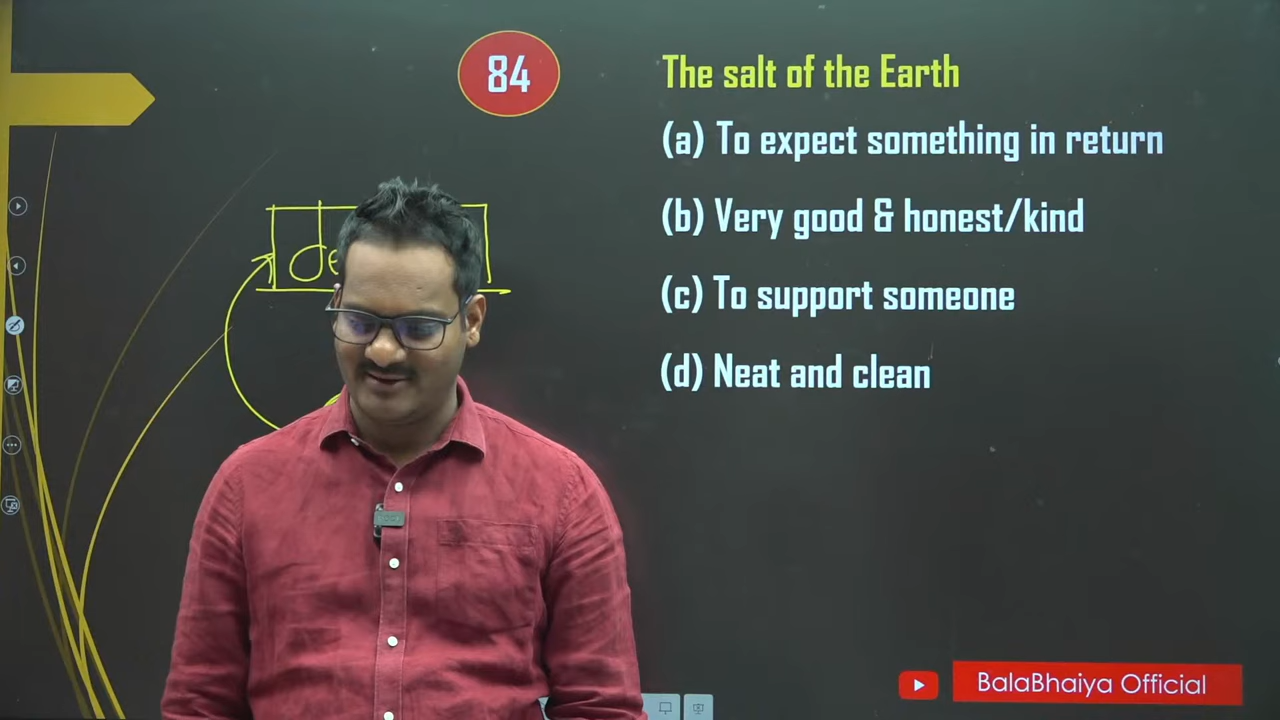 84
The salt of the Earth
(a) To expect something in return
(b) Very good & honest/kind
(c) To support someone
(d) Neat and clean
BalaBhaiya Official